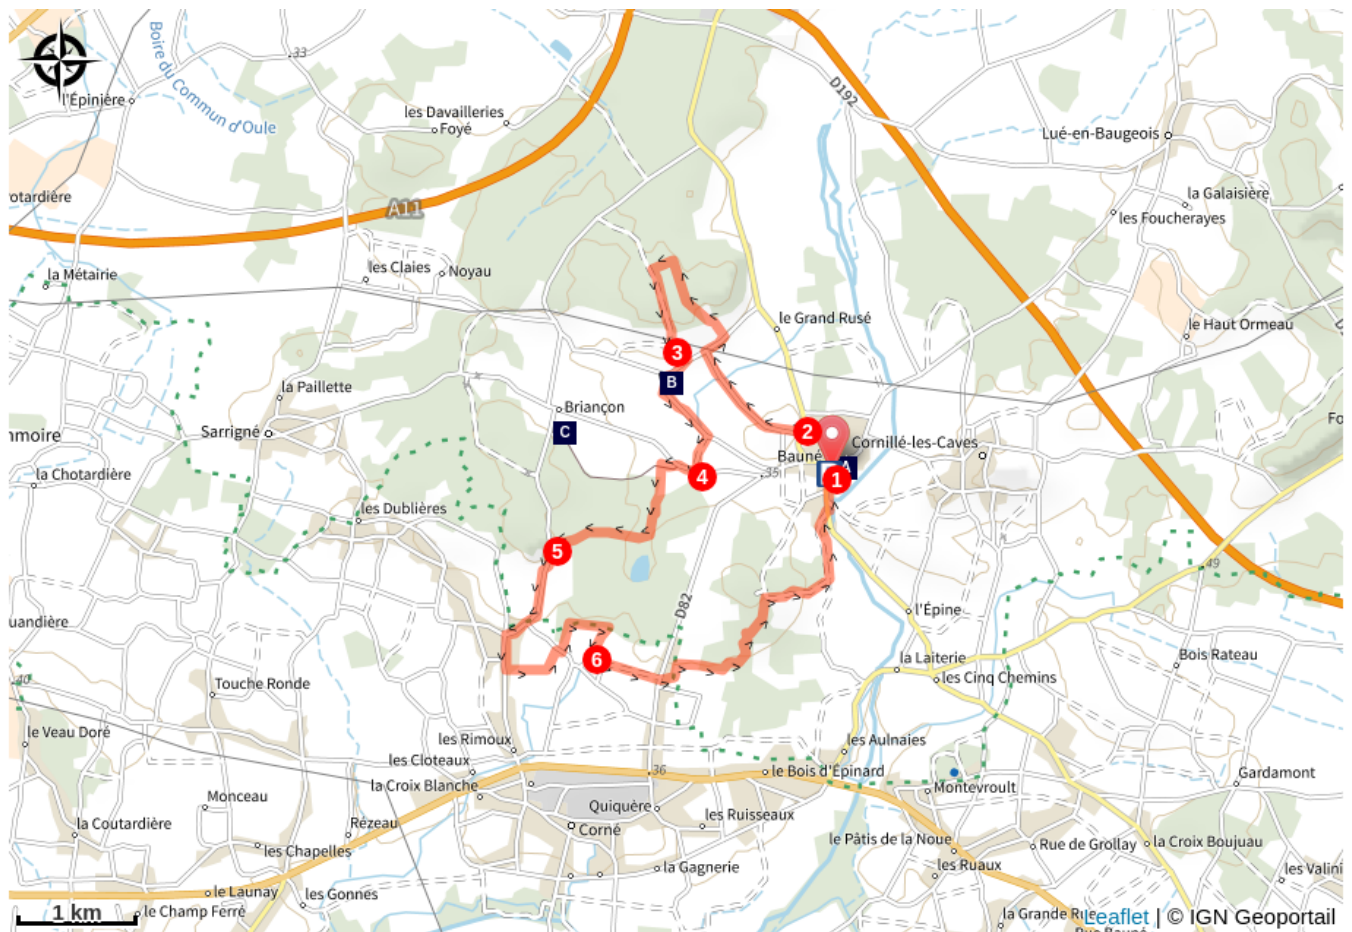 Boire du Commun d'Oule
.33
l'Épinière
les Davailleries
Foyé
D192
Lué-en-Baugeois
la Galaisière
les Foucherayes
otardière
A11
la Métairie
les Claies
Noyau
le Grand Rusé
le Haut Ormeau
3
B
la Paillette
Briançon
C
2
Sarrigné
Cornillé-les-Caves
Bauné
A
mmoire
Fo
la Chotardière
4
.35
1
les Dublières
5
49
D82
uandière
l'Épine
6
la Laiterie
Bois Rateau
les Cinq Chemins
40
Touche Ronde
le Veau Doré
les Rimoux
les Aulnaies
les Cloteaux
.36
le Bois d'Épinard
Gardamont
la Croix Blanche
Montevroult
Monceau
Quiquère
les Ruisseaux
la Coutardière
Rézeau
Corné
le Pâtis de la Noue
Rue de Grollay
la Croix Boujuau
les Chapelles
la Gagnerie
les Ruaux
les Valini
le Launay
les Gonnes
1 km
le Champ Ferré
la Grande Rue
Leaflet | © IGN Geoportail